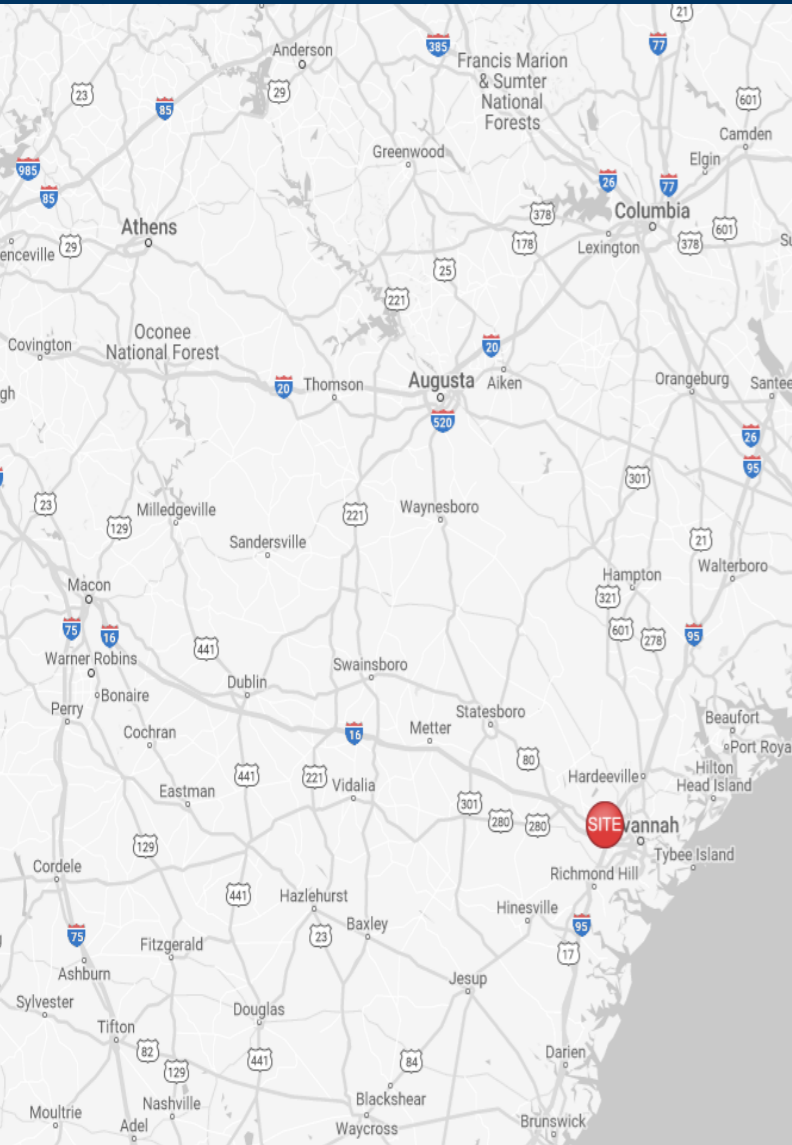 21
Anderson
385
77
Francis Marion
& Sumter
National
Forests
23
29
85
601
Camden
Greenwood
Elgin
985
26
77
85
378
Columbia
Athens
601
enceville
29
178
Lexington
378
Su
25
221
Oconee
National Forest
Covington
20
20
Thomson
Augusta
Aiken
Orangeburg
Santee
gh
520
26
95
301
23
Milledgeville
221
Waynesboro
129
Sandersville
21
Walterboro
Hampton
Macon
321
75
16
601
278
95
441
Warner Robins
Swainsboro
Dublin
Bonaire
Perry
Statesboro
Beaufort
Cochran
16
Metter
Port Roya
80
Hilton
Head Island
Hardeeville
441
221
Vidalia
Eastman
301
280
280
SITE
vannah
129
Tybee Island
Cordele
Richmond Hill
441
Hazlehurst
Hinesville
Baxley
95
75
23
Fitzgerald
17
Ashburn
Jesup
Sylvester
Douglas
Tifton
82
441
84
Darien
129
Blackshear
Nashville
Moultrie
Adel
Waycross
Brunswick